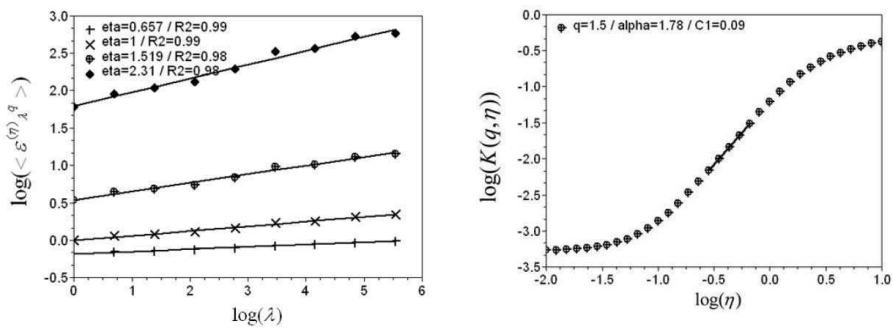 eta=0.657 / R2=0.99
eta=1 / R2=0.99
eta=1.519 / R2=0.98
eta=2.31 / R2=0.98
3.0
2.5
2.0
1.5
1.0
0.5
0.0
-0.5
log(< ε^(η)_λ^q >)
0 1 2 3 4 5 6
log(λ)
q=1.5 / alpha=1.78 / C1=0.09
0.0
-0.5
-1.0
-1.5
-2.0
-2.5
-3.0
-3.5
log(K(q,η))
-2.0 -1.5 -1.0 -0.5 0.0 0.5 1.0
log(η)